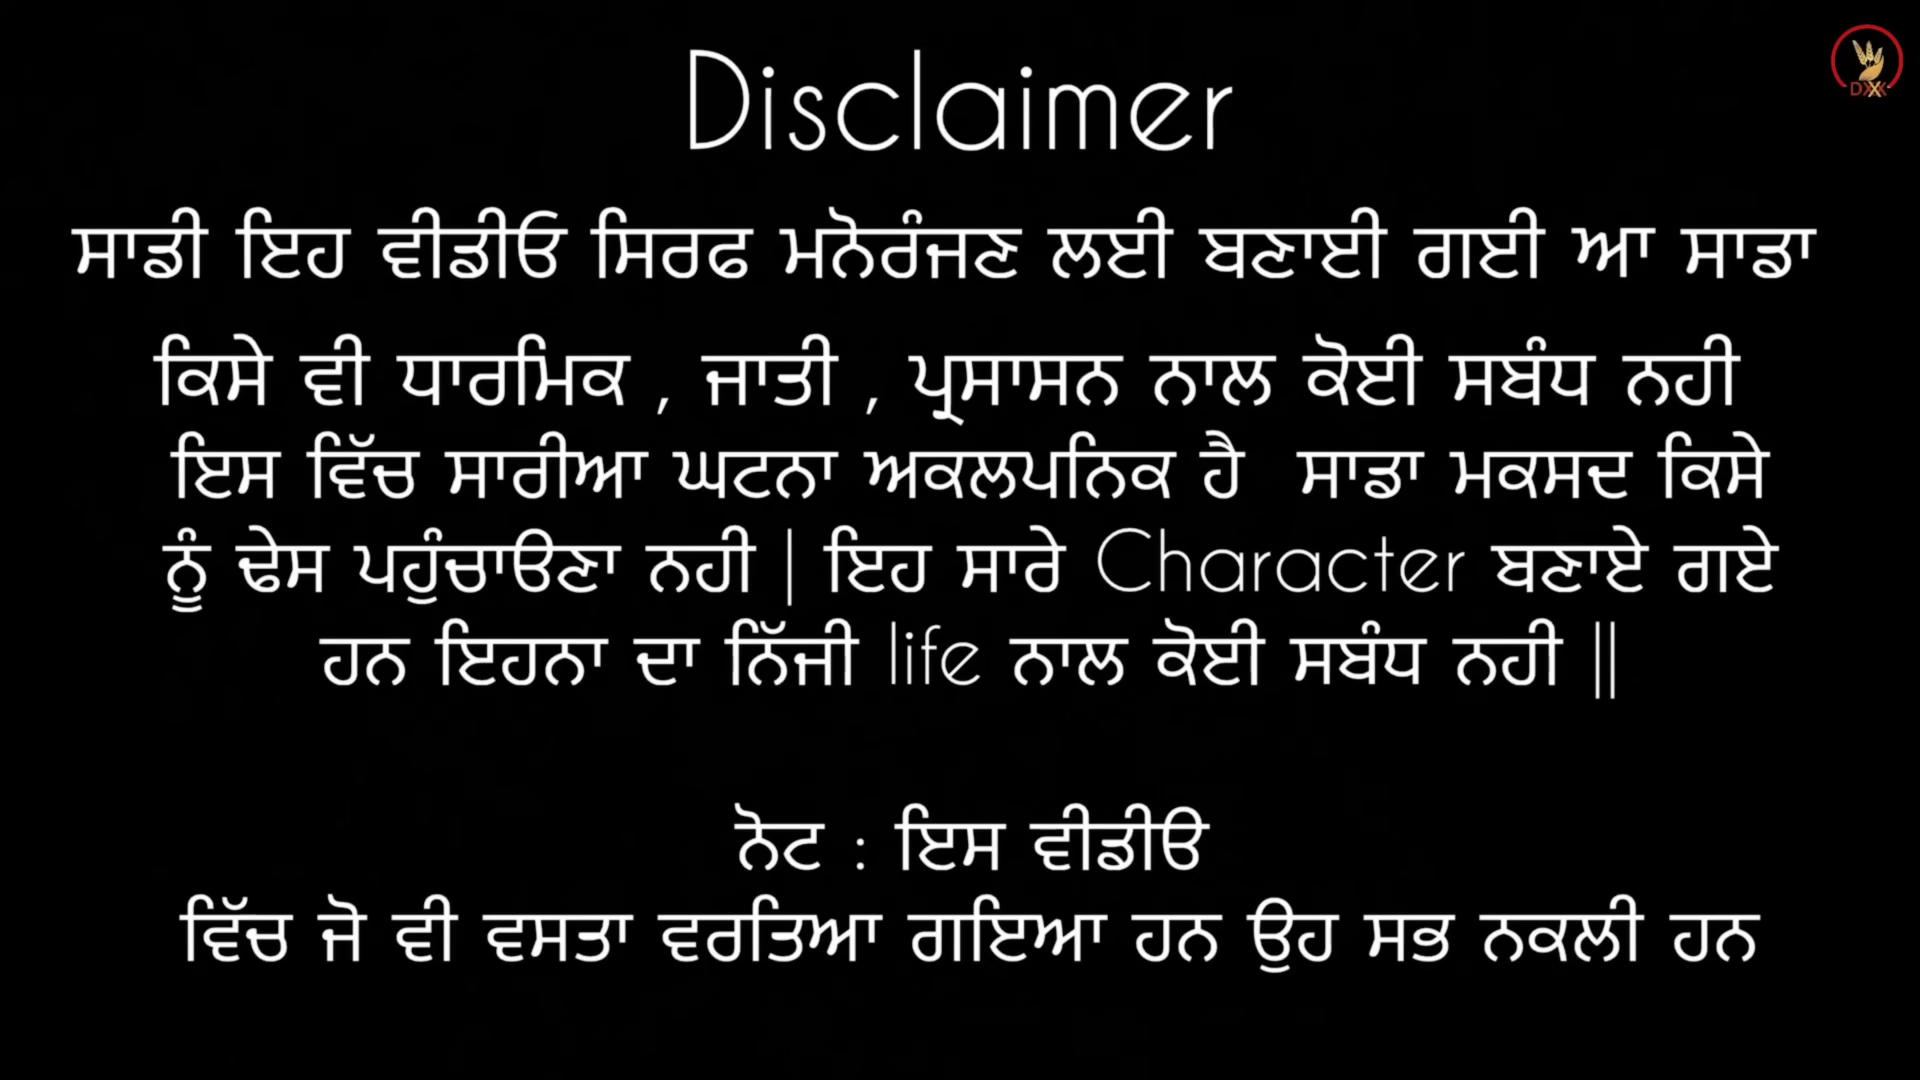 Disclaimer
ਸਾਡੀ ਇਹ ਵੀਡੀਓ ਸਿਰਫ ਮਨੋਰੰਜਣ ਲਈ ਬਣਾਈ ਗਈ ਆ ਸਾਡਾ
ਕਿਸੇ ਵੀ ਧਾਰਮਿਕ , ਜਾਤੀ , ਪ੍ਰਸਾਸਨ ਨਾਲ ਕੋਈ ਸਬੰਧ ਨਹੀ
ਇਸ ਵਿੱਚ ਸਾਰੀਆ ਘਟਨਾ ਅਕਲਪਨਿਕ ਹੈ ਸਾਡਾ ਮਕਸਦ ਕਿਸੇ
ਨੂੰ ਢੇਸ ਪਹੁੰਚਾੳਣਾ ਨਹੀ | ਇਹ ਸਾਰੇ Character ਬਣਾਏ ਗਏ
ਹਨ ਇਹਨਾ ਦਾ ਨਿੱਜੀ life ਨਾਲ ਕੋਈ ਸਬੰਧ ਨਹੀ ||
ਨੋਟ : ਇਸ ਵੀਡੀੳ
ਵਿੱਚ ਜੋ ਵੀ ਵਸਤਾ ਵਰਤਿਆ ਗਇਆ ਹਨ ਉਹ ਸਭ ਨਕਲੀ ਹਨ